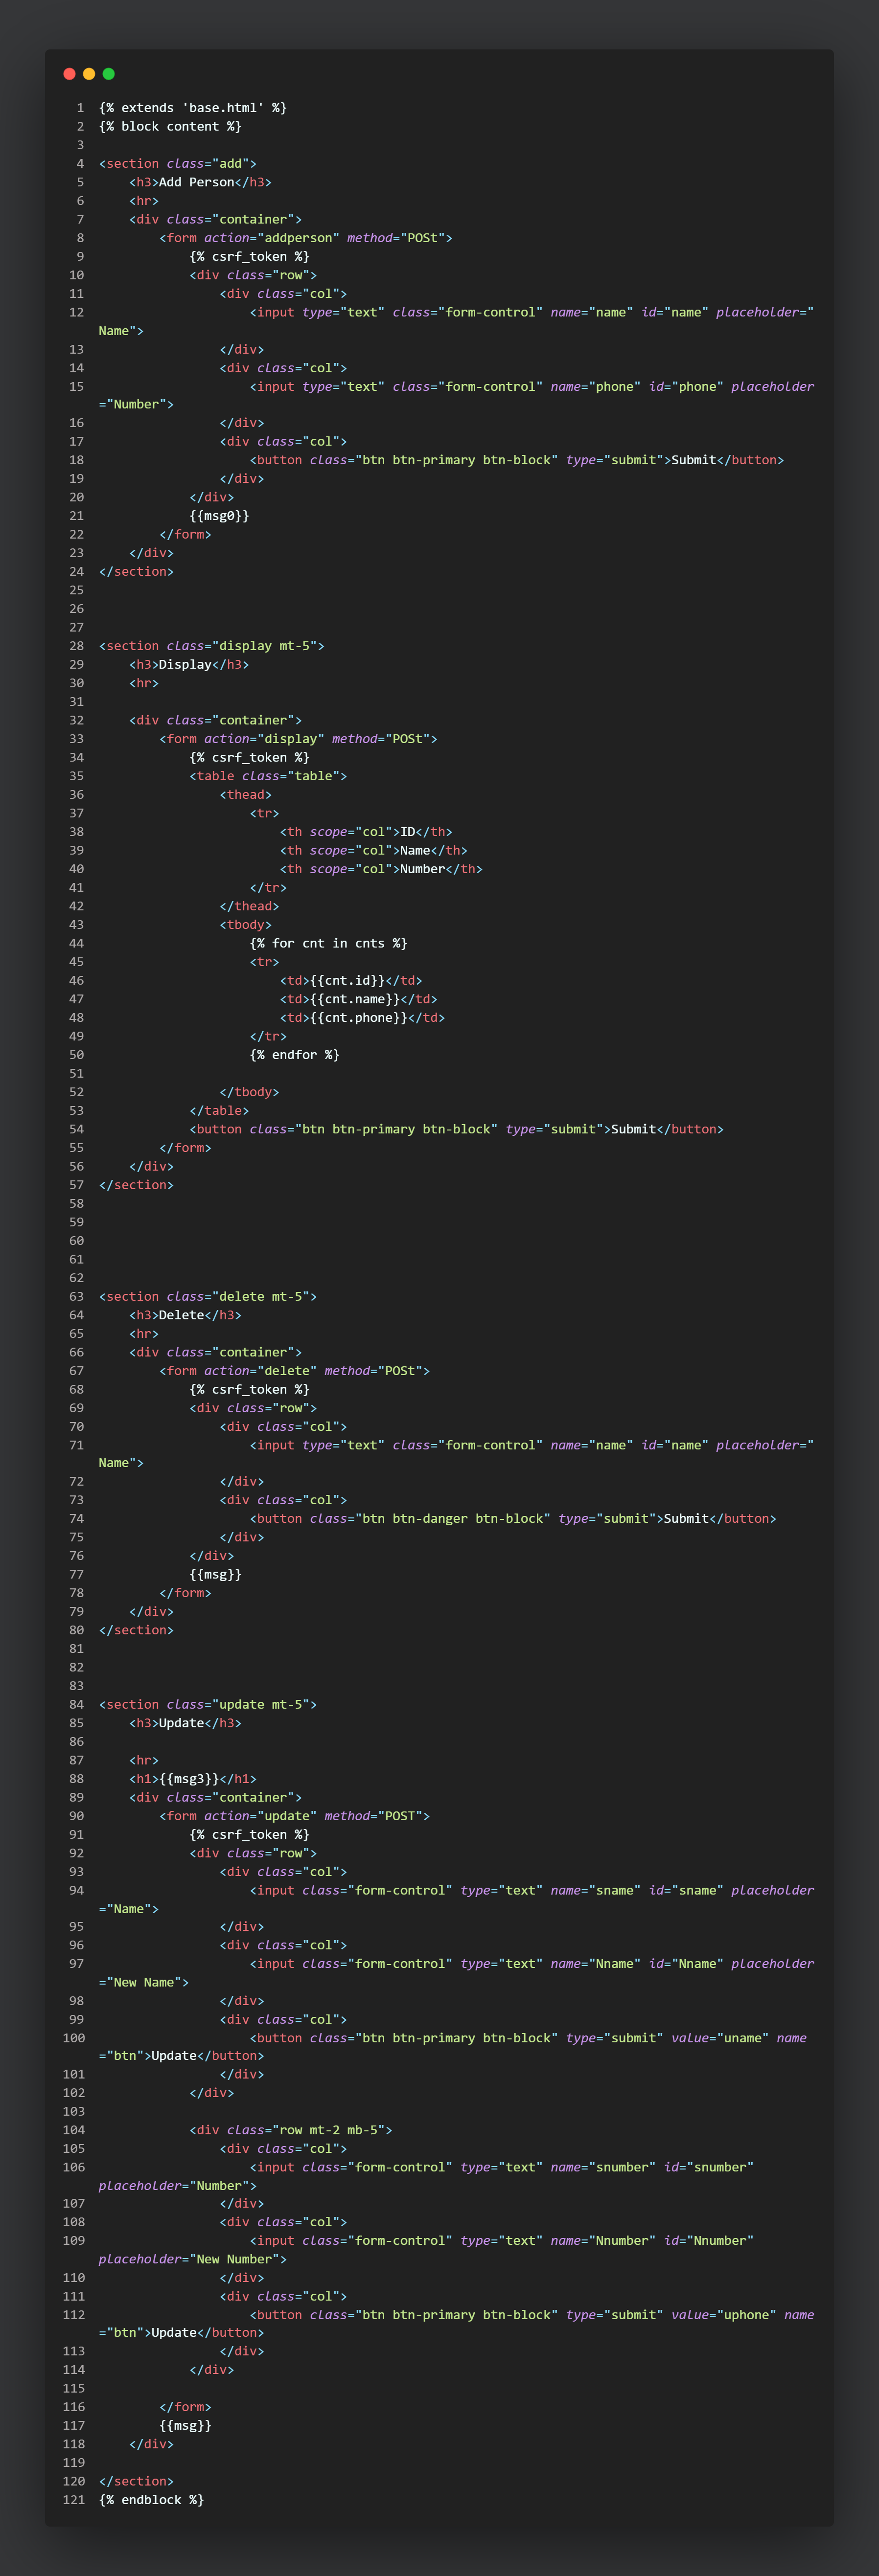 1 {% extends 'base.html' %}
2 {% block content %}
3
4 <section class="add">
5     <h3>Add Person</h3>
6     <hr>
7     <div class="container">
8         <form action="addperson" method="POSt">
9             {% csrf_token %}
10             <div class="row">
11                 <div class="col">
12                     <input type="text" class="form-control" name="name" id="name" placeholder="
Name">
13                 </div>
14                 <div class="col">
15                     <input type="text" class="form-control" name="phone" id="phone" placeholder
="Number">
16                 </div>
17                 <div class="col">
18                     <button class="btn btn-primary btn-block" type="submit">Submit</button>
19                 </div>
20             </div>
21             {{msg0}}
22         </form>
23     </div>
24 </section>
25
26
27
28 <section class="display mt-5">
29     <h3>Display</h3>
30     <hr>
31
32     <div class="container">
33         <form action="display" method="POSt">
34             {% csrf_token %}
35             <table class="table">
36                 <thead>
37                     <tr>
38                         <th scope="col">ID</th>
39                         <th scope="col">Name</th>
40                         <th scope="col">Number</th>
41                     </tr>
42                 </thead>
43                 <tbody>
44                     {% for cnt in cnts %}
45                     <tr>
46                         <td>{{cnt.id}}</td>
47                         <td>{{cnt.name}}</td>
48                         <td>{{cnt.phone}}</td>
49                     </tr>
50                     {% endfor %}
51
52                 </tbody>
53             </table>
54             <button class="btn btn-primary btn-block" type="submit">Submit</button>
55         </form>
56     </div>
57 </section>
58
59
60
61
62
63 <section class="delete mt-5">
64     <h3>Delete</h3>
65     <hr>
66     <div class="container">
67         <form action="delete" method="POSt">
68             {% csrf_token %}
69             <div class="row">
70                 <div class="col">
71                     <input type="text" class="form-control" name="name" id="name" placeholder="
Name">
72                 </div>
73                 <div class="col">
74                     <button class="btn btn-danger btn-block" type="submit">Submit</button>
75                 </div>
76             </div>
77             {{msg}}
78         </form>
79     </div>
80 </section>
81
82
83
84 <section class="update mt-5">
85     <h3>Update</h3>
86
87     <hr>
88     <h1>{{msg3}}</h1>
89     <div class="container">
90         <form action="update" method="POST">
91             {% csrf_token %}
92             <div class="row">
93                 <div class="col">
94                     <input class="form-control" type="text" name="sname" id="sname" placeholder
="Name">
95                 </div>
96                 <div class="col">
97                     <input class="form-control" type="text" name="Nname" id="Nname" placeholder
="New Name">
98                 </div>
99                 <div class="col">
100                     <button class="btn btn-primary btn-block" type="submit" value="uname" name
="btn">Update</button>
101                 </div>
102             </div>
103
104             <div class="row mt-2 mb-5">
105                 <div class="col">
106                     <input class="form-control" type="text" name="snumber" id="snumber"
placeholder="Number">
107                 </div>
108                 <div class="col">
109                     <input class="form-control" type="text" name="Nnumber" id="Nnumber"
placeholder="New Number">
110                 </div>
111                 <div class="col">
112                     <button class="btn btn-primary btn-block" type="submit" value="uphone" name
="btn">Update</button>
113                 </div>
114             </div>
115
116         </form>
117         {{msg}}
118     </div>
119
120 </section>
121 {% endblock %}